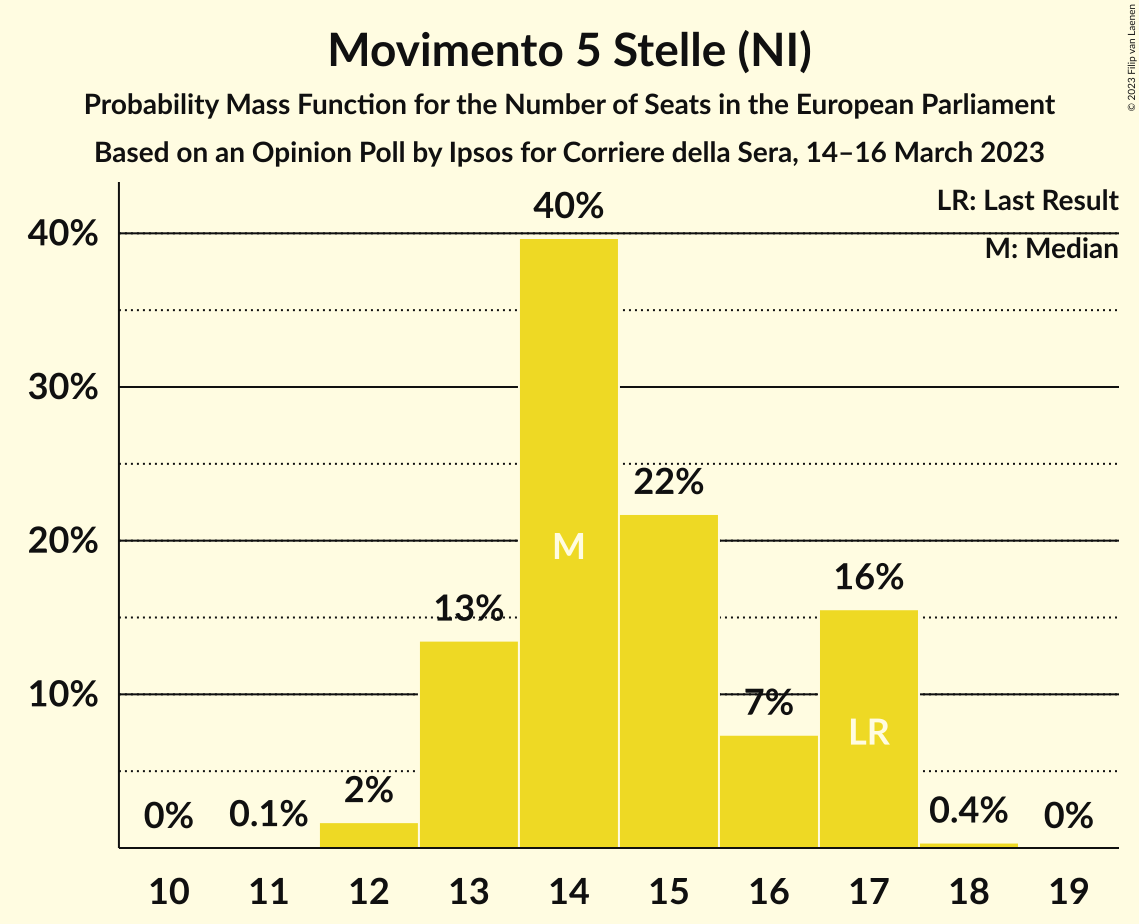 Movimento 5 Stelle (NI)
Probability Mass Function for the Number of Seats in the European Parliament
Based on an Opinion Poll by Ipsos for Corriere della Sera, 14–16 March 2023
© 2023 Filip van Laenen
LR: Last Result
M: Median
40%
30%
20%
10%
0%
0.1%
2%
13%
40%
M
22%
7%
16%
LR
0.4%
0%
10 11 12 13 14 15 16 17 18 19